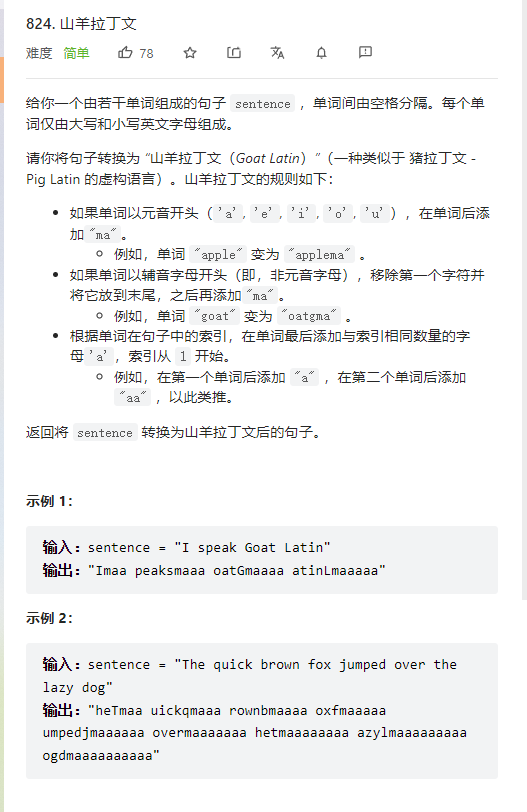 824. 山羊拉丁文
难度 简单 78
给你一个由若干单词组成的句子 sentence ，单词间由空格分隔。每个单
词仅由大写和小写英文字母组成。
请你将句子转换为 “山羊拉丁文（Goat Latin）”（一种类似于 猪拉丁文 -
Pig Latin 的虚构语言）。山羊拉丁文的规则如下：
如果单词以元音开头（'a', 'e', 'i', 'o', 'u'），在单词后添
加"ma"。
例如，单词 "apple" 变为 "applema" 。
如果单词以辅音字母开头（即，非元音字母），移除第一个字符并
将它放到末尾，之后再添加"ma"。
例如，单词 "goat" 变为 "oatgma" 。
根据单词在句子中的索引，在单词最后添加与索引相同数量的字
母'a'，索引从 1 开始。
例如，在第一个单词后添加 "a" ，在第二个单词后添加
"aa" ，以此类推。
返回将 sentence 转换为山羊拉丁文后的句子。
示例 1：
输入：sentence = "I speak Goat Latin"
输出："Imaa peaksmaaa oatGmaaaa atinLmaaaaa"
示例 2：
输入：sentence = "The quick brown fox jumped over the
lazy dog"
输出："heTmaa uickqmaaa rownbmaaaa oxfmaaaaa
umpedjmaaaaaa overmaaaaaaa hetmaaaaaaaa azylmaaaaaaaaa
ogdmaaaaaaaaaa"